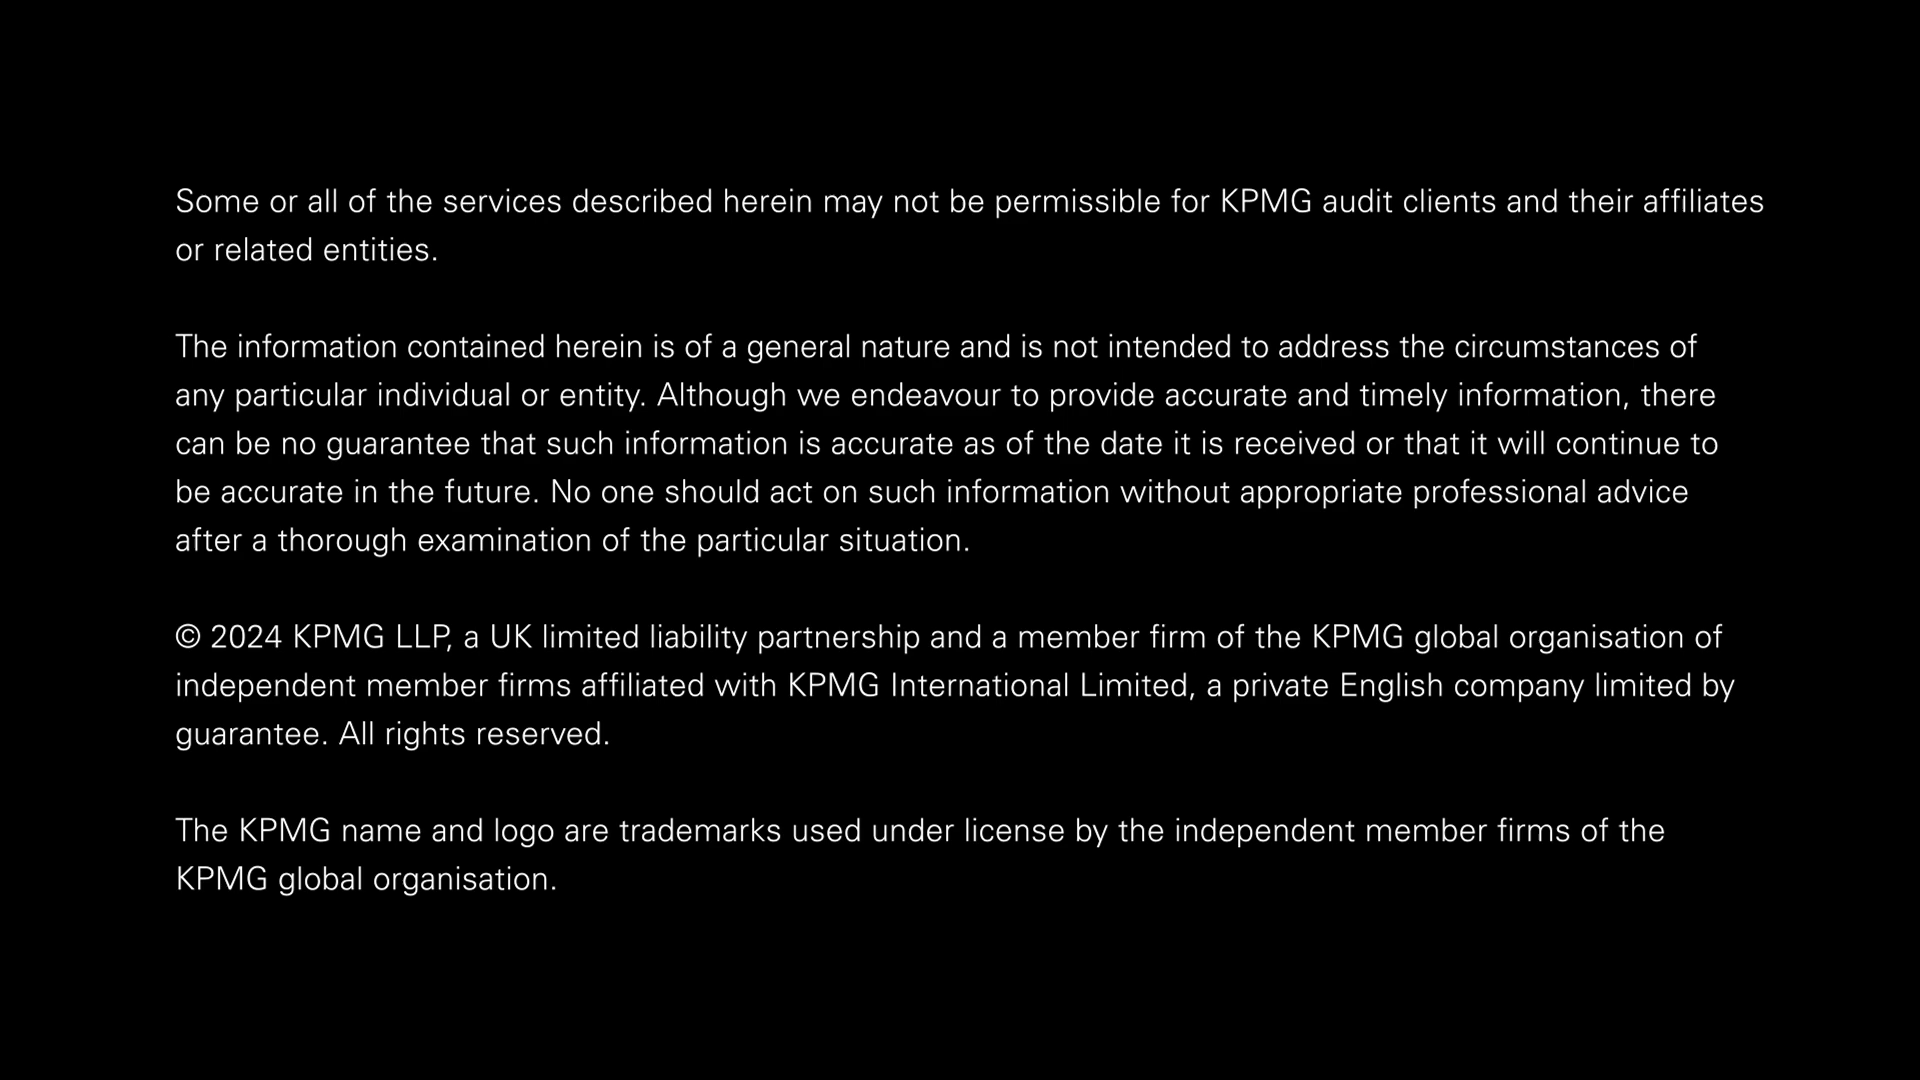 Some or all of the services described herein may not be permissible for KPMG audit clients and their affiliates
or related entities.
The information contained herein is of a general nature and is not intended to address the circumstances of
any particular individual or entity. Although we endeavour to provide accurate and timely information, there
can be no guarantee that such information is accurate as of the date it is received or that it will continue to
be accurate in the future. No one should act on such information without appropriate professional advice
after a thorough examination of the particular situation.
© 2024 KPMG LLP, a UK limited liability partnership and a member firm of the KPMG global organisation of
independent member firms affiliated with KPMG International Limited, a private English company limited by
guarantee. All rights reserved.
The KPMG name and logo are trademarks used under license by the independent member firms of the
KPMG global organisation.